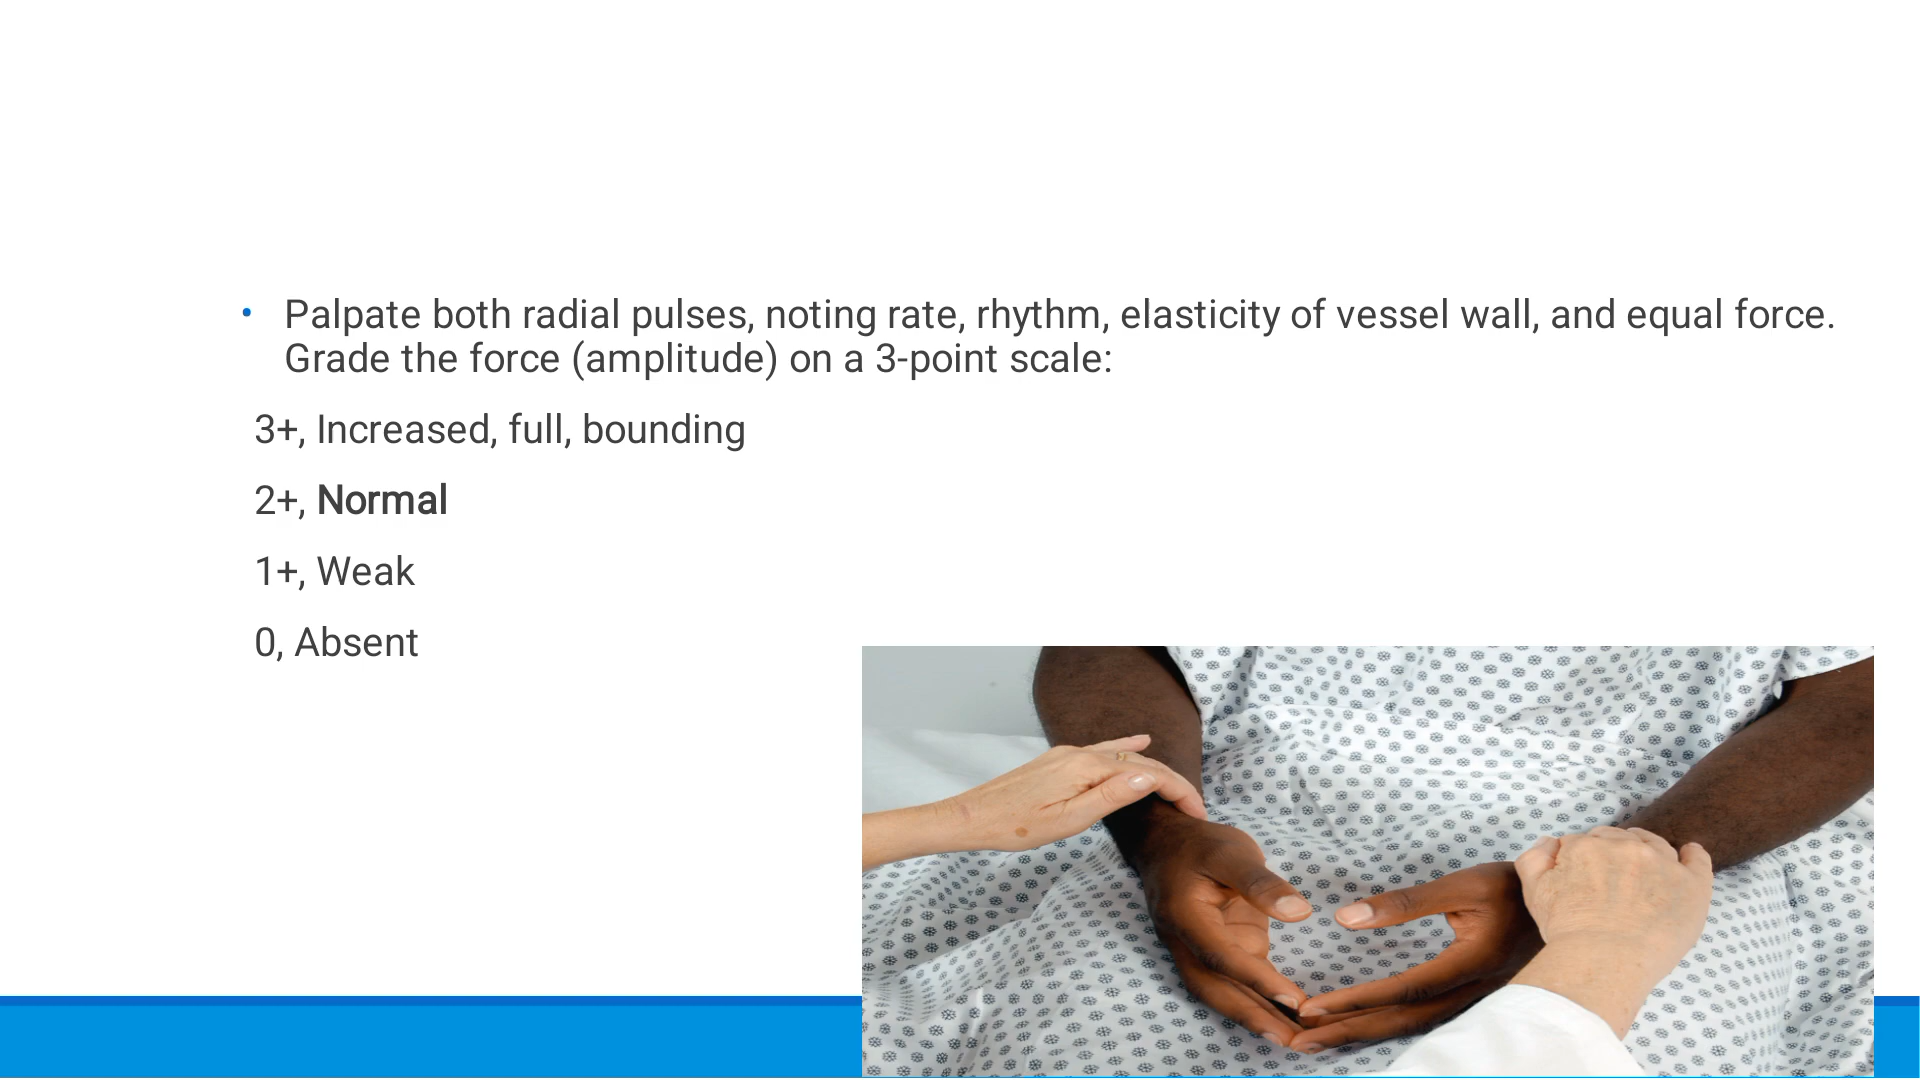 • Palpate both radial pulses, noting rate, rhythm, elasticity of vessel wall, and equal force.
Grade the force (amplitude) on a 3-point scale:
3+, Increased, full, bounding
2+, Normal
1+, Weak
0, Absent